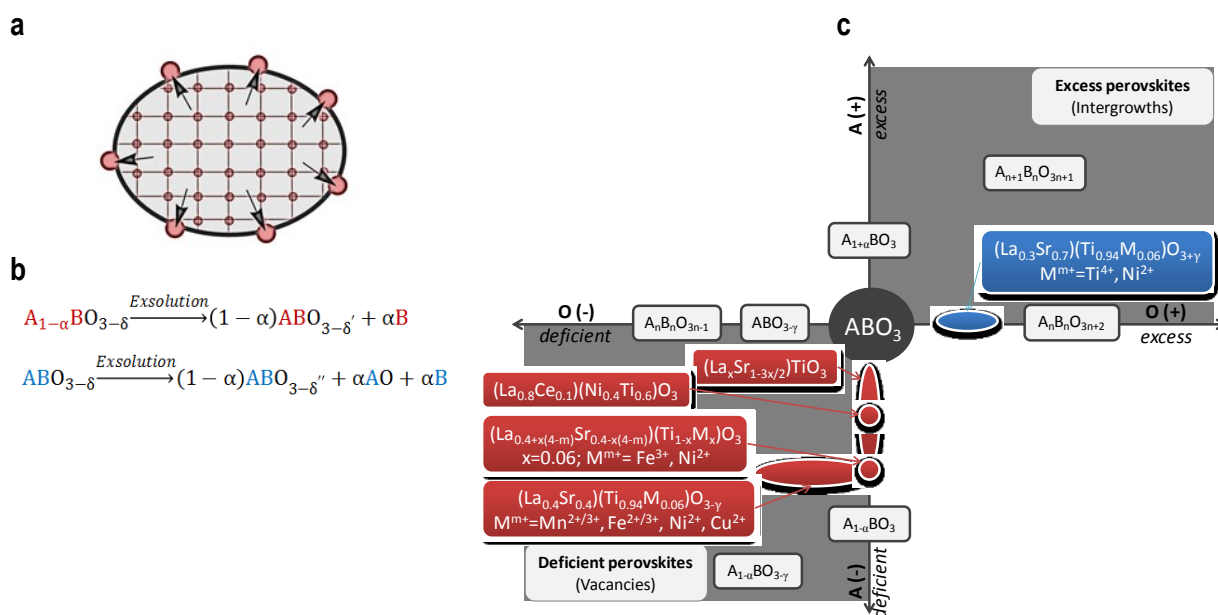 a
b
A₁₋αBO₃₋δ Exsolution→ (1 − α)ABO₃₋δ′ + αB
ABO₃₋δ Exsolution→ (1 − α)ABO₃₋δ′′ + αAO + αB
c
A (+)
excess
Excess perovskites
(Intergrowths)
Aₙ₊₁BₙO₃ₙ₊₁
A₁₊αBO₃
(La₀.₃Sr₀.₇)(Ti₀.₉₄M₀.₀₆)O₃₊γ
Mᵐ⁺=Ti⁴⁺, Ni²⁺
O (-)
deficient
AₙBₙO₃ₙ₋₁
ABO₃₋γ
ABO₃
AₙBₙO₃ₙ₊₂
O (+)
excess
(LaₓSr₁₋₃ₓ/₂)TiO₃
(La₀.₈Ce₀.₁)(Ni₀.₄Ti₀.₆)O₃
(La₀.₄₊ₓ₍₄₋ₘ₎Sr₀.₄₋ₓ₍₄₋ₘ₎)(Ti₁₋ₓMₓ)O₃
x=0.06; Mᵐ⁺= Fe³⁺, Ni²⁺
(La₀.₄Sr₀.₄)(Ti₀.₉₄M₀.₀₆)O₃₋γ
Mᵐ⁺=Mn²⁺/³⁺, Fe²⁺/³⁺, Ni²⁺, Cu²⁺
A₁₋αBO₃
Deficient perovskites
(Vacancies)
A₁₋αBO₃₋γ
A (-)
deficient